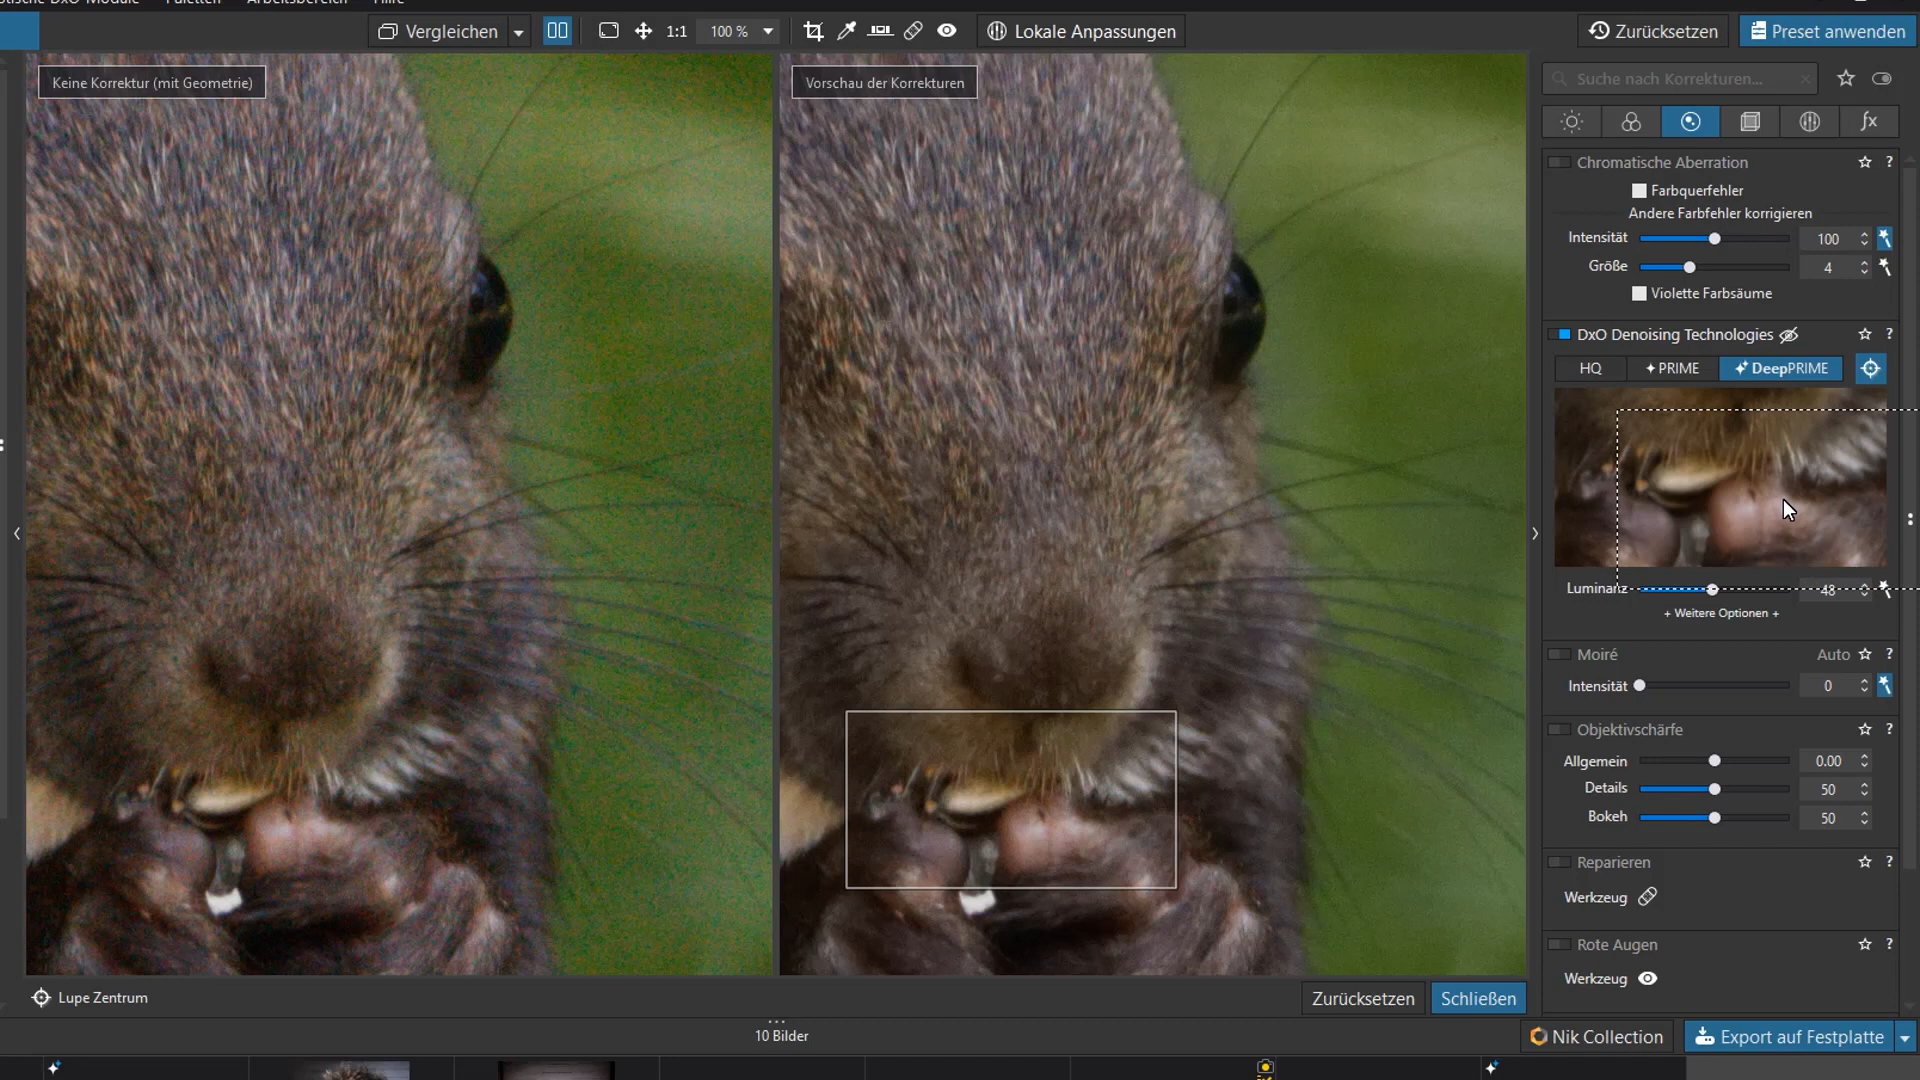 Paletten
Vergleichen
1:1
100 %
Lokale Anpassungen
Zurücksetzen
Preset anwenden
Keine Korrektur (mit Geometrie)
Vorschau der Korrekturen
Suche nach Korrekturen...
fx
Chromatische Aberration
?
Farbquerfehler
Andere Farbfehler korrigieren
Intensität 100
Größe 4
Violette Farbsäume
DxO Denoising Technologies
?
HQ PRIME DeepPRIME
Luminanz 48
+ Weitere Optionen +
Moiré Auto ?
Intensität 0
Objektivschärfe ?
Allgemein 0.00
Details 50
Bokeh 50
Reparieren ?
Werkzeug
Rote Augen ?
Werkzeug
Lupe Zentrum
Zurücksetzen
Schließen
10 Bilder
Nik Collection
Export auf Festplatte